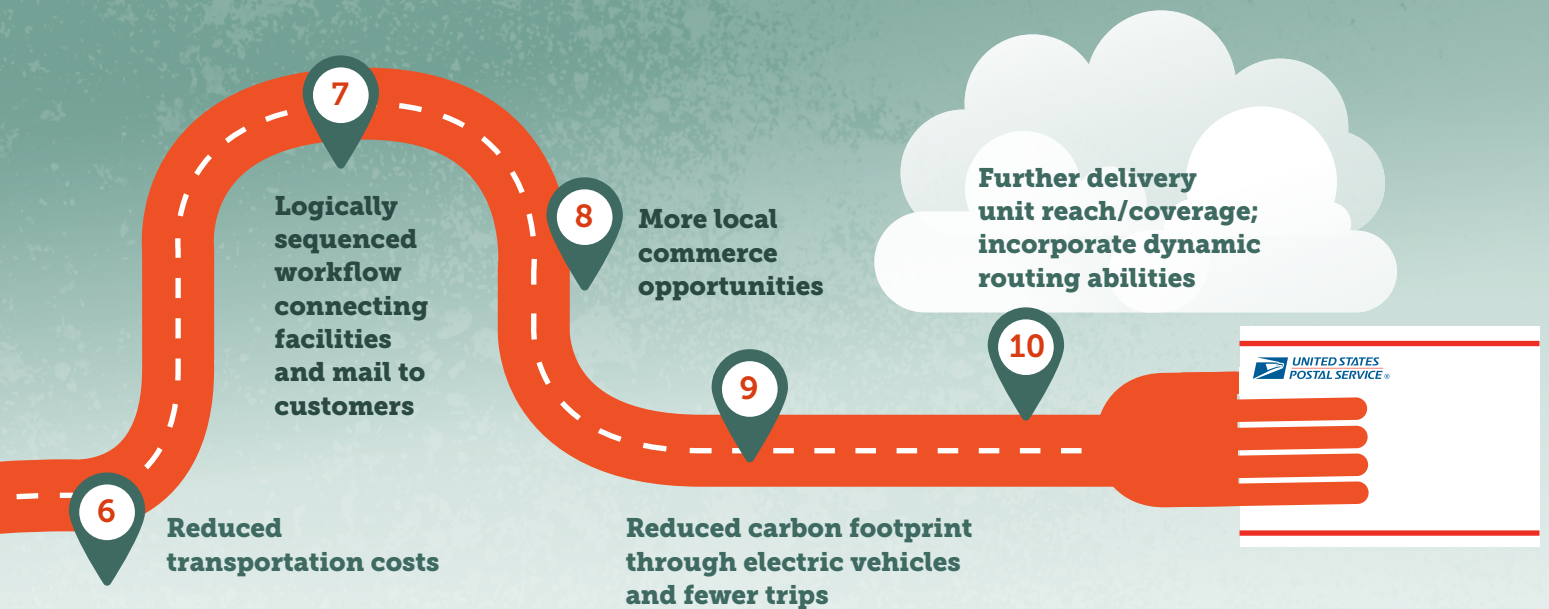 6
Reduced
transportation costs
7
Logically
sequenced
workflow
connecting
facilities
and mail to
customers
8
More local
commerce
opportunities
9
Reduced carbon footprint
through electric vehicles
and fewer trips
10
Further delivery
unit reach/coverage;
incorporate dynamic
routing abilities
UNITED STATES
POSTAL SERVICE ®